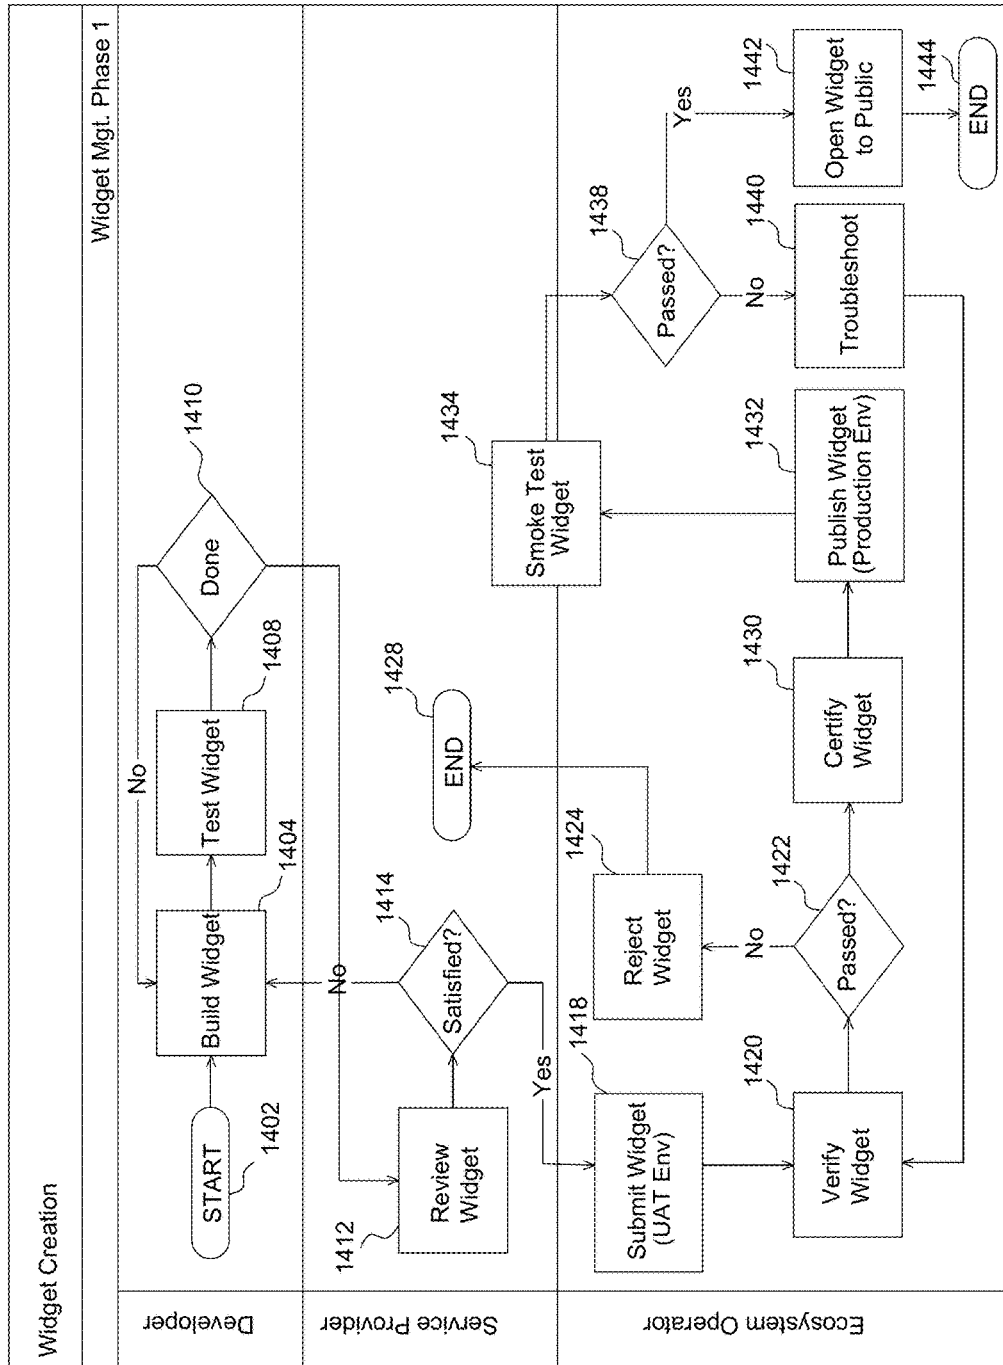 Widget Creation
Widget Mgt. Phase 1
Developer
START
1402
Build Widget
1404
Test Widget
1408
Done
1410
No
Service Provider
Review
Widget
1412
Satisfied?
1414
No
Yes
END
1428
Smoke Test
Widget
1434
Ecosystem Operator
Submit Widget
(UAT Env)
1418
Verify
Widget
1420
Passed?
1422
No
Reject
Widget
1424
Certify
Widget
1430
Publish Widget
(Production Env)
1432
Passed?
1438
No
Yes
Troubleshoot
1440
Open Widget
to Public
1442
END
1444